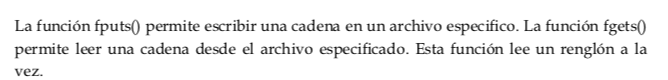 La función fputs() permite escribir una cadena en un archivo especifico. La función fgets()
permite leer una cadena desde el archivo especificado. Esta función lee un renglón a la
vez.